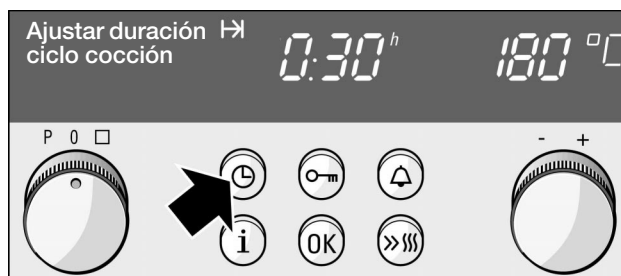 Ajustar duración
ciclo cocción
0:30 h
180 °C
P 0
- +
i OK